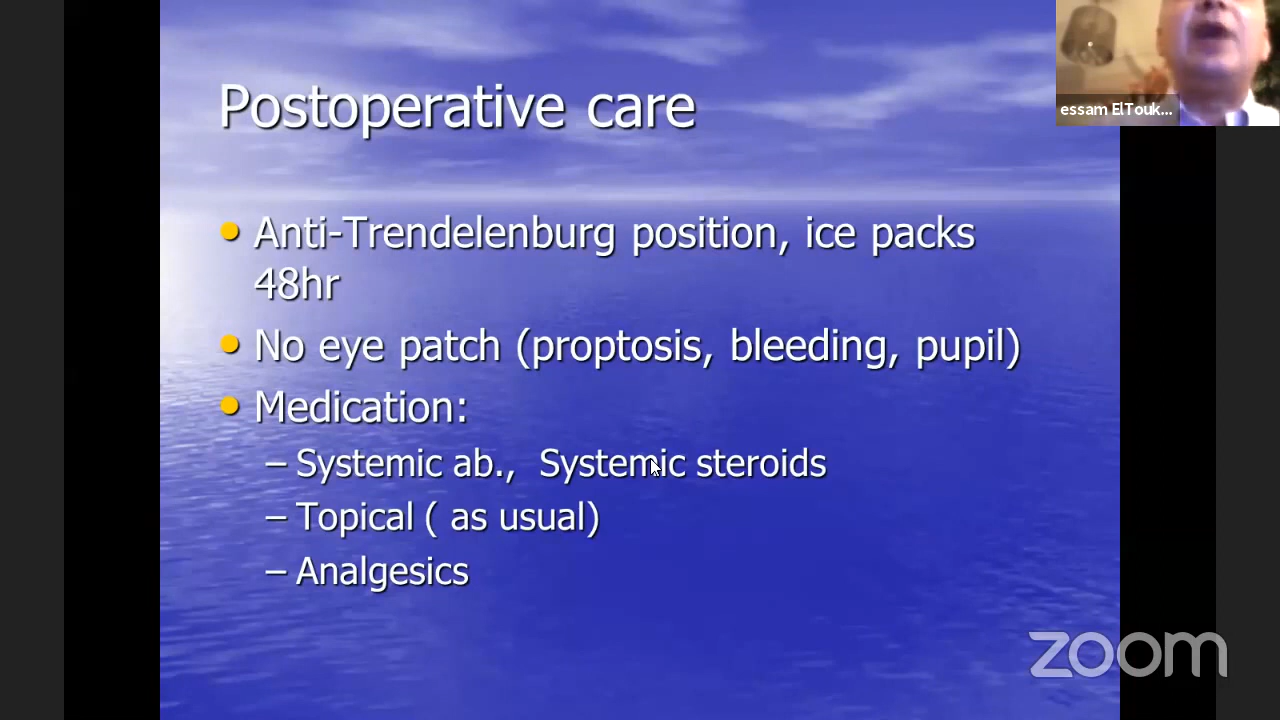 essam ElTouk...
Postoperative care
• Anti-Trendelenburg position, ice packs
48hr
• No eye patch (proptosis, bleeding, pupil)
• Medication:
– Systemic ab., Systemic steroids
– Topical ( as usual)
– Analgesics
zoom